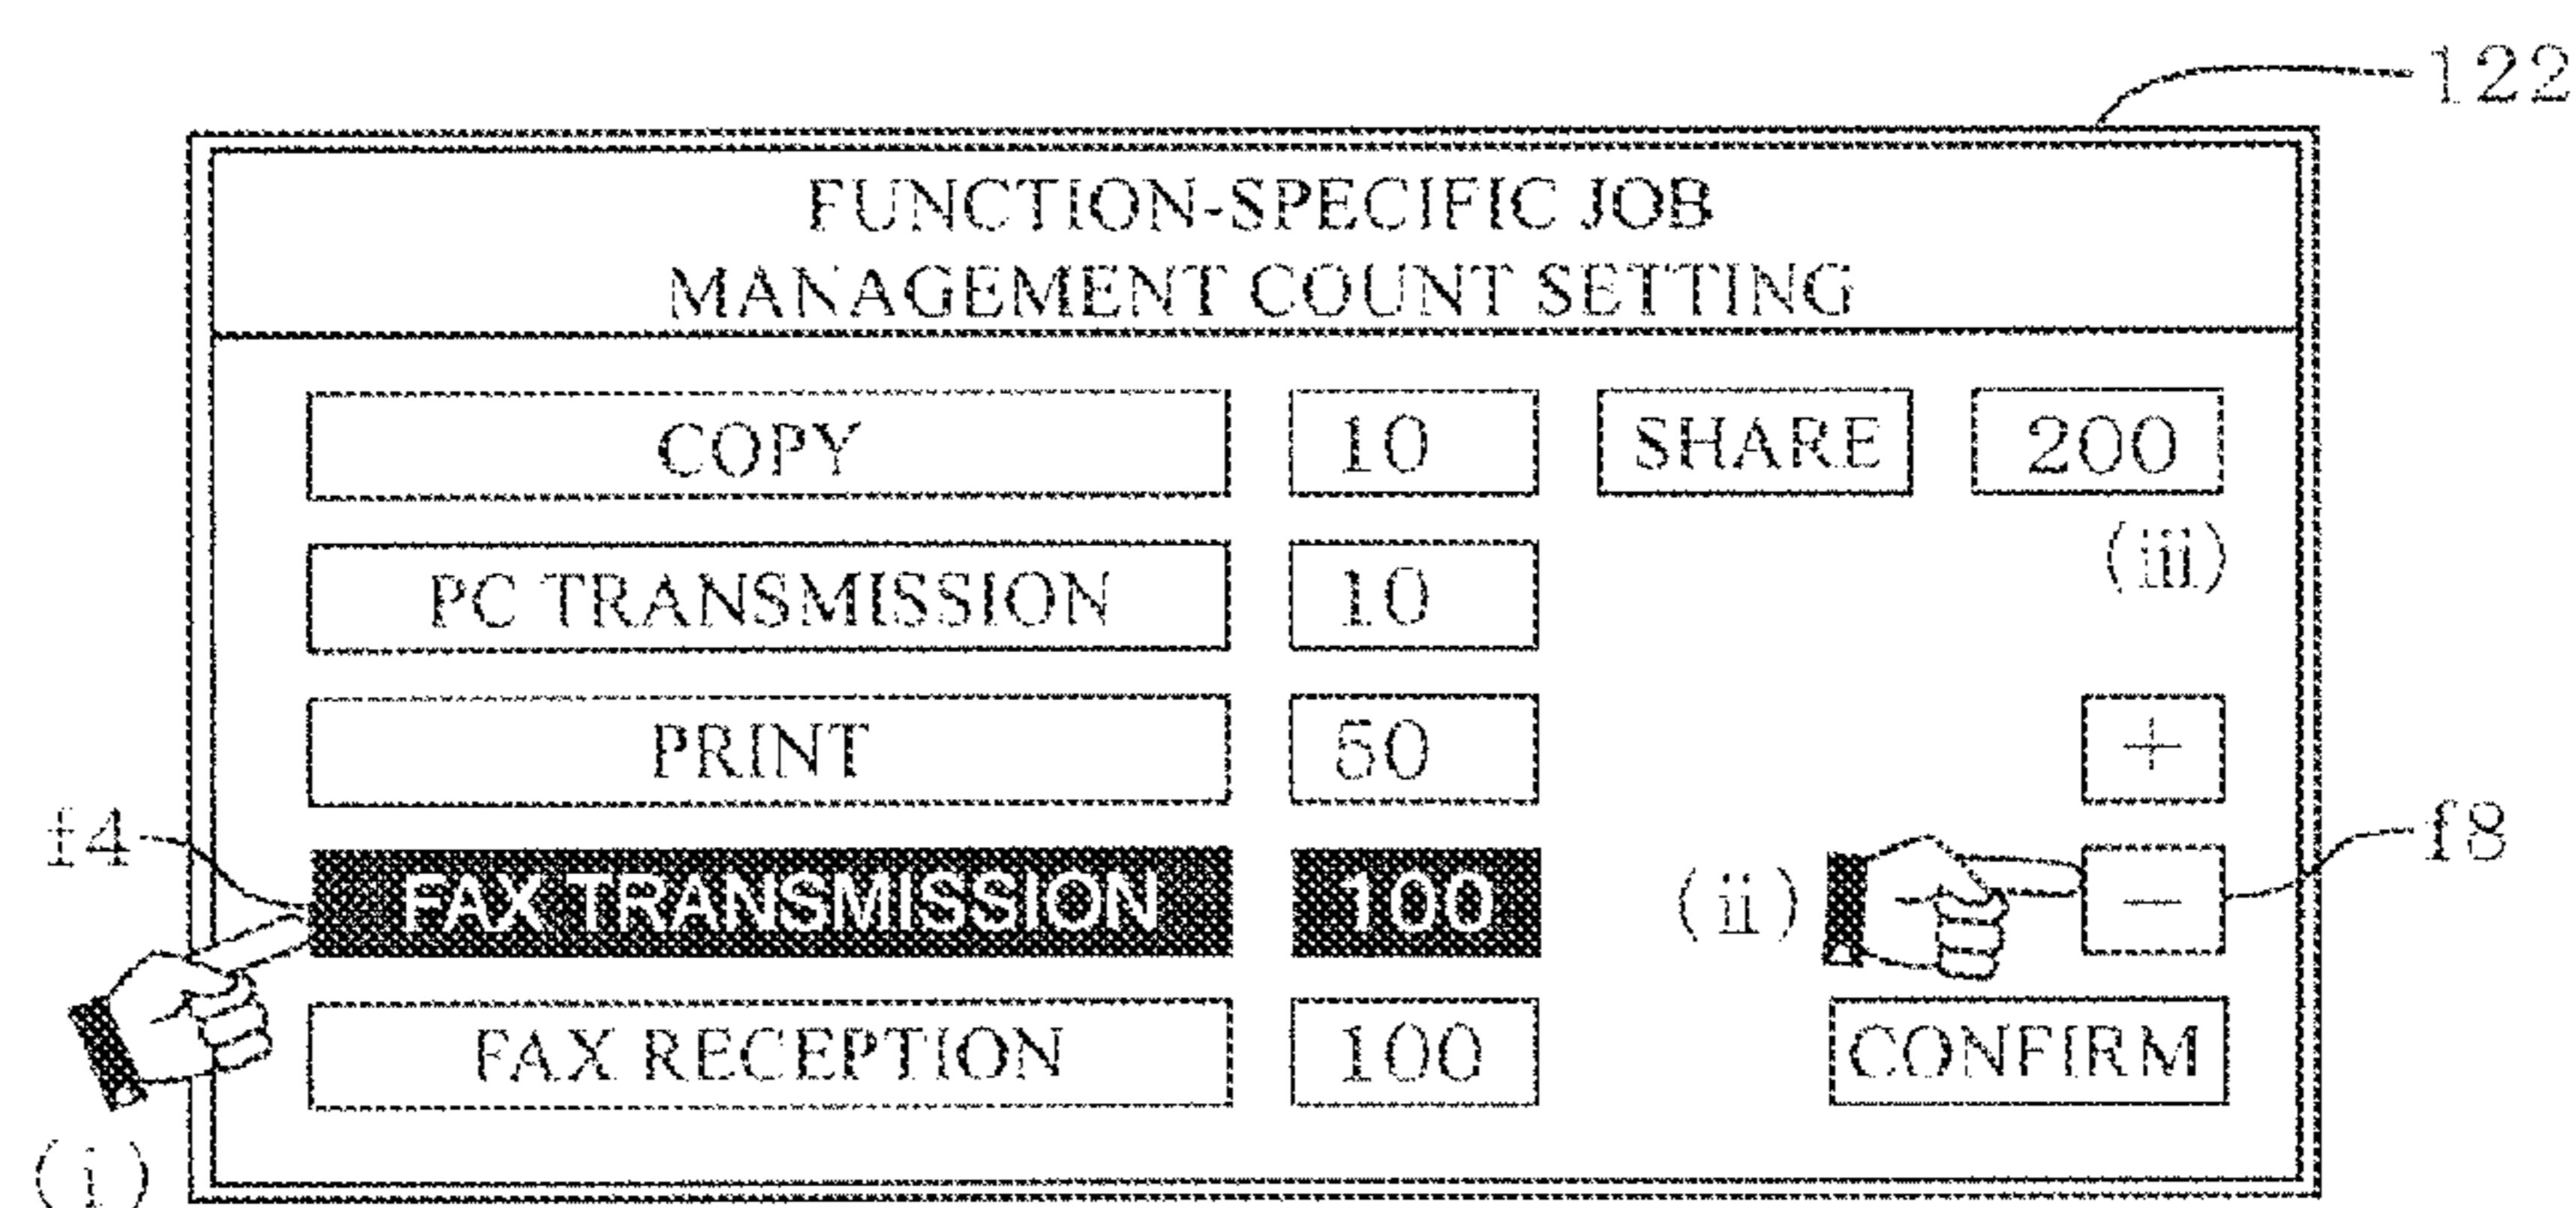 122
FUNCTION-SPECIFIC JOB
MANAGEMENT COUNT SETTING
COPY 10 SHARE 200
(iii)
PC TRANSMISSION 10
PRINT 50 +
f4 FAX TRANSMISSION 100 (ii) − f8
FAX RECEPTION 100 CONFIRM
(i)